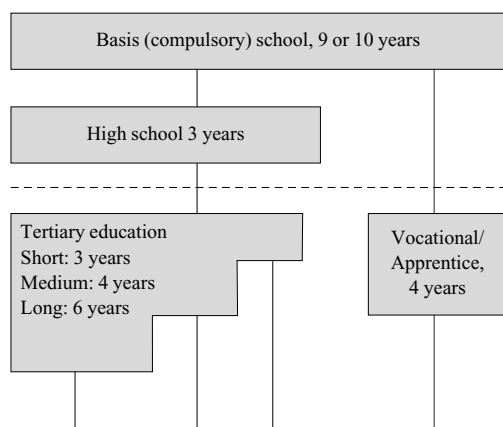 Basis (compulsory) school, 9 or 10 years
High school 3 years
Tertiary education
Short: 3 years
Medium: 4 years
Long: 6 years
Vocational/
Apprentice,
4 years